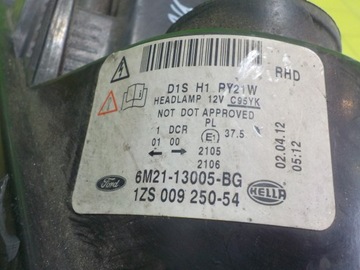 RHD
D1S H1 PY21W
HEADLAMP 12V C95YK
NOT DOT APPROVED
PL
1 DCR E1 37.5
01 00
2105
2106
02.04.12
05:12
Ford
6M21-13005-BG
1ZS 009 250-54
HELLA